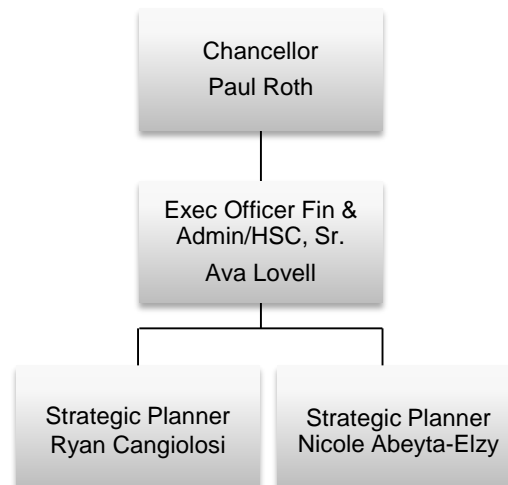 Chancellor
Paul Roth
Exec Officer Fin &
Admin/HSC, Sr.
Ava Lovell
Strategic Planner
Ryan Cangiolosi
Strategic Planner
Nicole Abeyta-Elzy